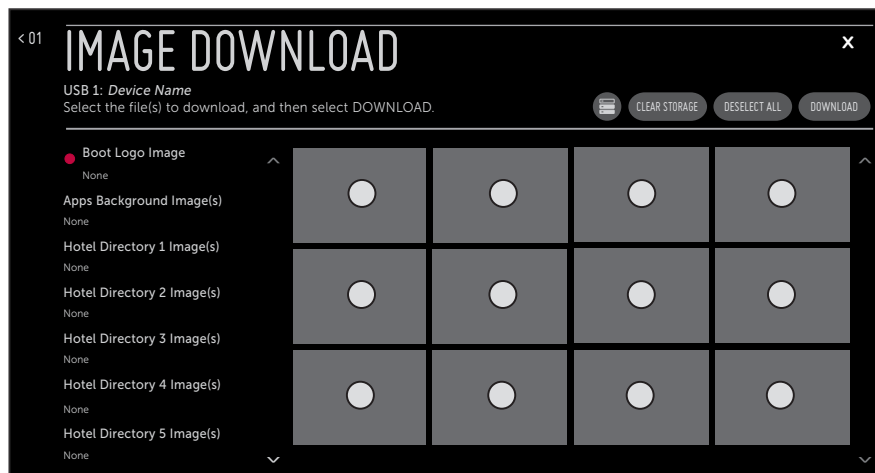 < 01
IMAGE DOWNLOAD
X
USB 1: Device Name
Select the file(s) to download, and then select DOWNLOAD.
CLEAR STORAGE
DESELECT ALL
DOWNLOAD
Boot Logo Image
None
Apps Background Image(s)
None
Hotel Directory 1 Image(s)
None
Hotel Directory 2 Image(s)
None
Hotel Directory 3 Image(s)
None
Hotel Directory 4 Image(s)
None
Hotel Directory 5 Image(s)
None